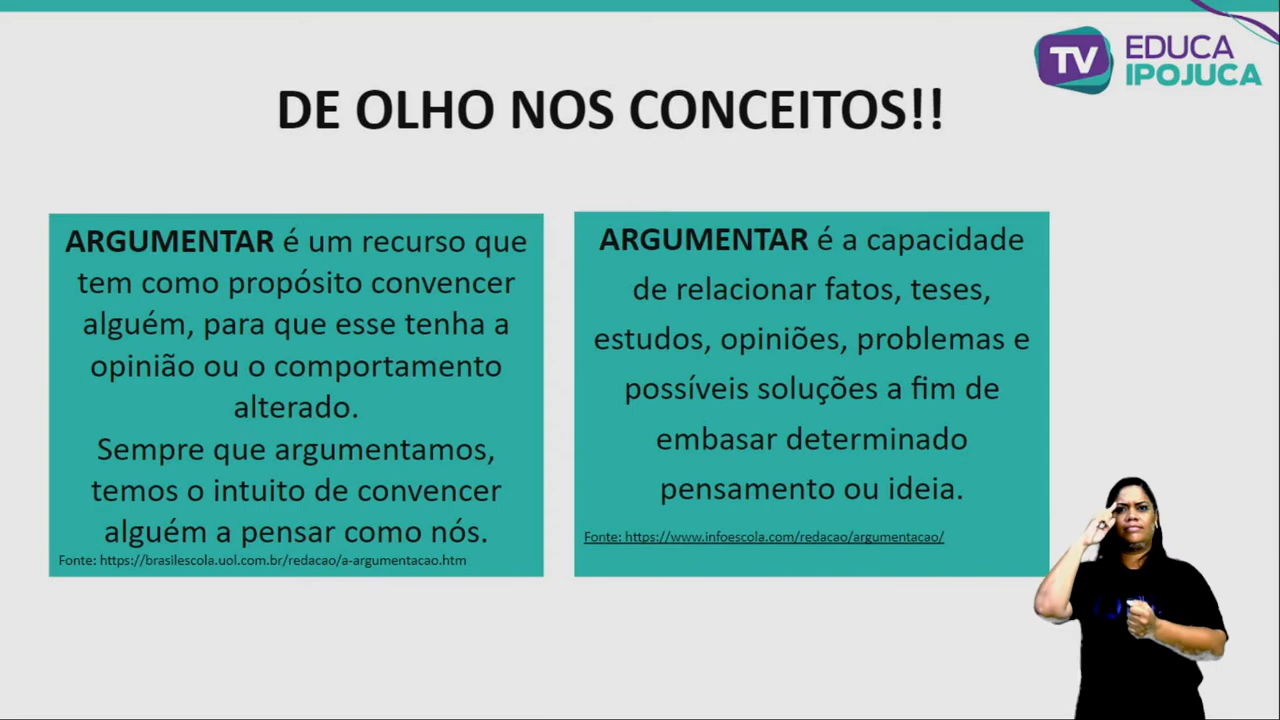 TV EDUCA
IPOJUCA
DE OLHO NOS CONCEITOS!!
ARGUMENTAR é um recurso que
tem como propósito convencer
alguém, para que esse tenha a
opinião ou o comportamento
alterado.
Sempre que argumentamos,
temos o intuito de convencer
alguém a pensar como nós.
Fonte: https://brasilescola.uol.com.br/redacao/a-argumentacao.htm
ARGUMENTAR é a capacidade
de relacionar fatos, teses,
estudos, opiniões, problemas e
possíveis soluções a fim de
embasar determinado
pensamento ou ideia.
Fonte: https://www.infoescola.com/redacao/argumentacao/